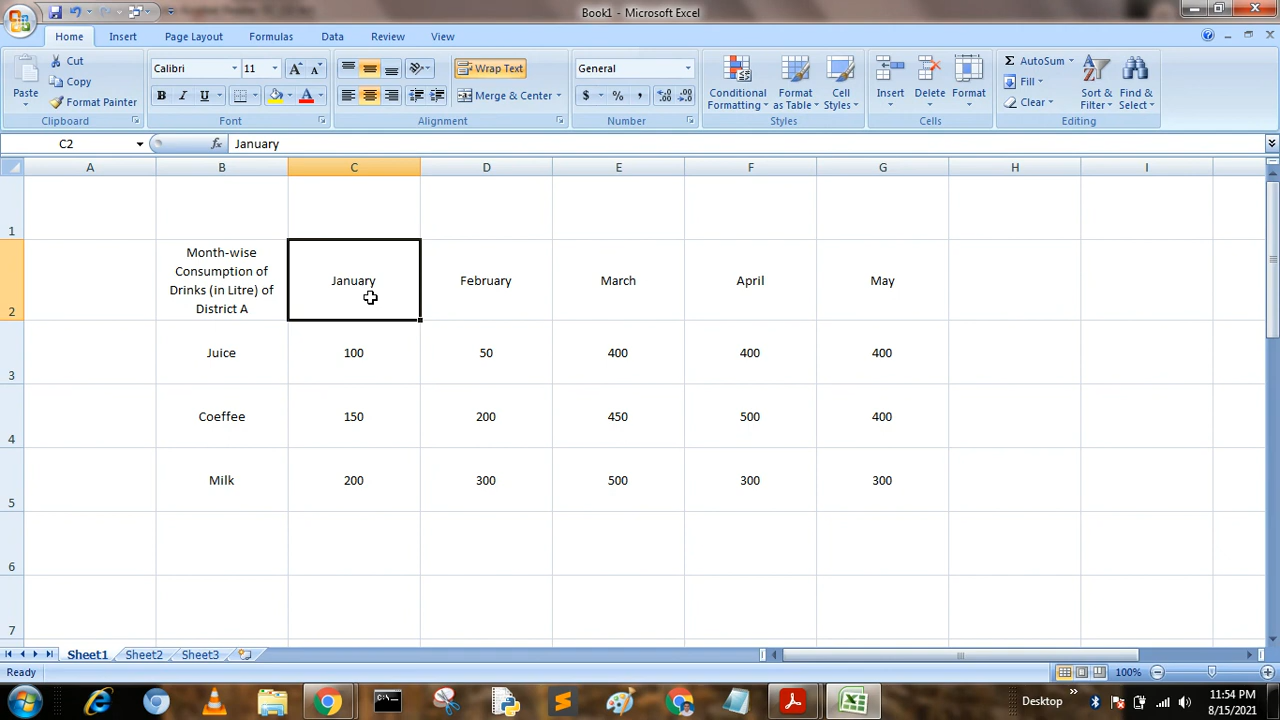 Book1 - Microsoft Excel
Home Insert Page Layout Formulas Data Review View
Cut
Copy
Format Painter
Paste
Clipboard
Calibri 11
B I U
Font
Wrap Text
Merge & Center
Alignment
General
$ % ,
Number
Conditional Formatting
Format as Table
Cell Styles
Styles
Insert Delete Format
Cells
Σ AutoSum
Fill
Clear
Sort & Filter
Find & Select
Editing
C2 fx January
A B C D E F G H I
1
2 Month-wise Consumption of Drinks (in Litre) of District A January February March April May
3 Juice 100 50 400 400 400
4 Coeffee 150 200 450 500 400
5 Milk 200 300 500 300 300
6
7
Sheet1 Sheet2 Sheet3
Ready 100%
Desktop
11:54 PM
8/15/2021